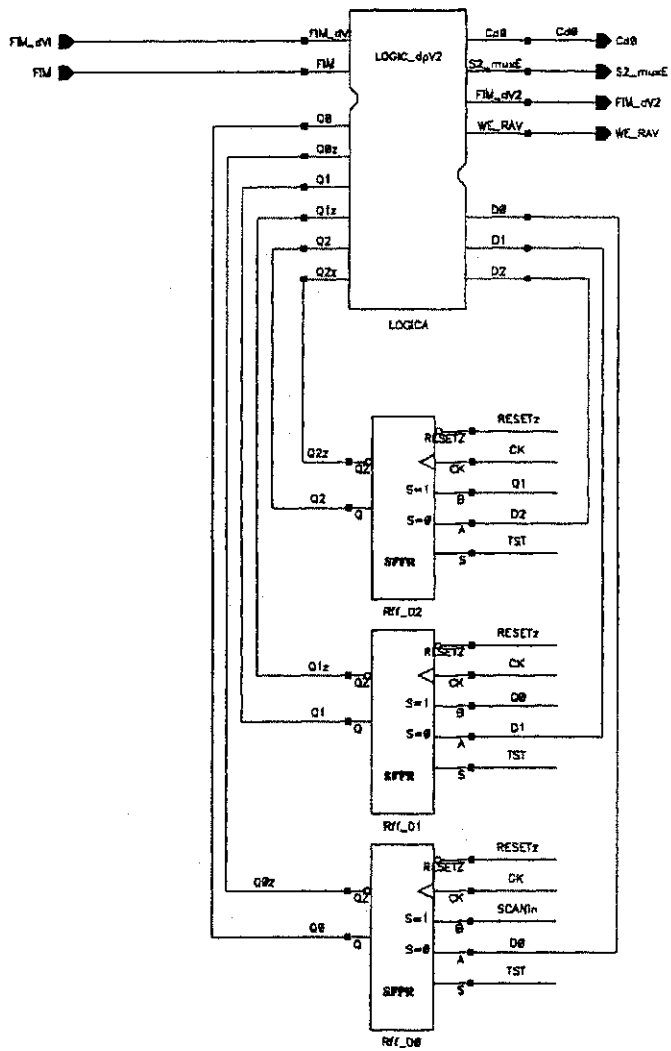 FIM_dV1 FIM_dV1 LOGIC_dpV2 Cd0 Cd0 Cd0
FIM FIM S2_muxE S2_muxE
FIM_dV2 FIM_dV2
Q0 WE_RAV WE_RAV
Q0z
Q1
Q1z D0
Q2 D1
Q2z D2
LOGICA
RESETz
RESETZ
Q2z QZ CK CK
S=1 B Q1
Q2 Q S=0 A D2
SFFR S TST
Rff_D2
RESETz
RESETZ
Q1z QZ CK CK
S=1 B D0
Q1 Q S=0 A D1
SFFR S TST
Rff_D1
RESETz
RESETZ
Q0z QZ CK CK
S=1 B SCANin
Q0 Q S=0 A D0
SFFR S TST
Rff_D0